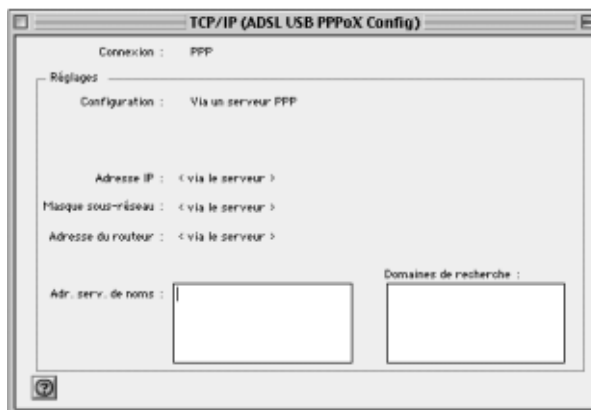 TCP/IP (ADSL USB PPPoX Config)
Connexion : PPP
Réglages
Configuration : Via un serveur PPP
Adresse IP : < via le serveur >
Masque sous-réseau : < via le serveur >
Adresse du routeur : < via le serveur >
Domaines de recherche :
Adr. serv. de noms :
?